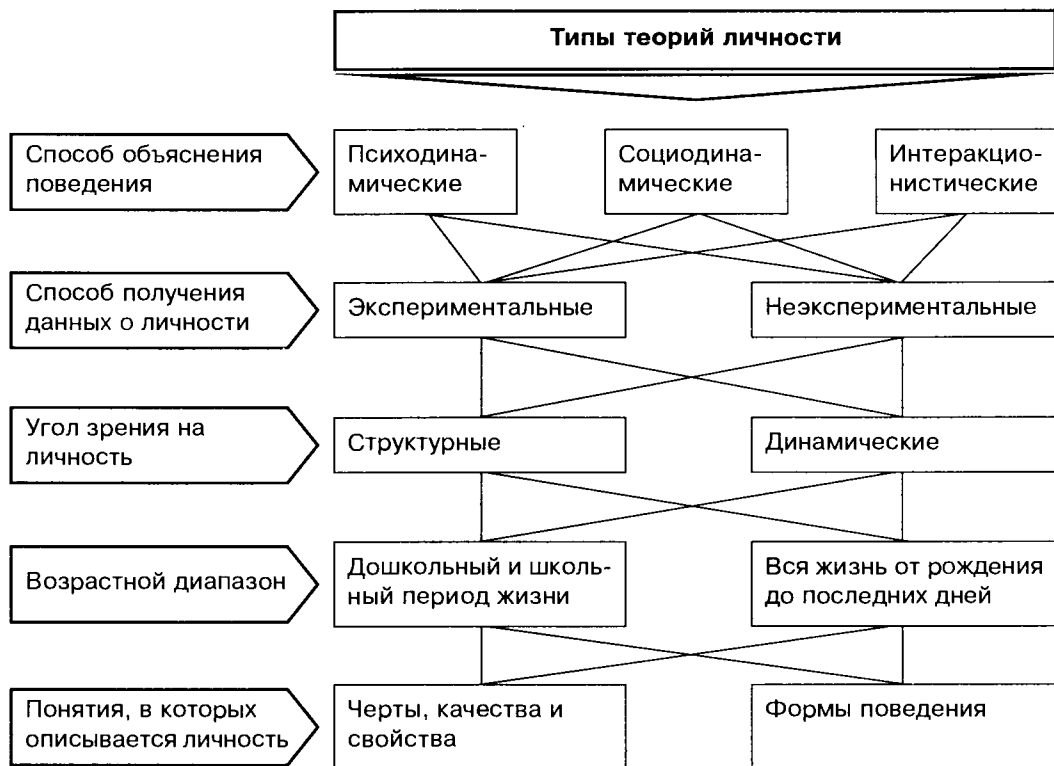 Типы теорий личности
Способ объяснения
поведения
Психодина-
мические
Социодина-
мические
Интеракцио-
нистические
Способ получения
данных о личности
Экспериментальные
Неэкспериментальные
Угол зрения на
личность
Структурные
Динамические
Возрастной диапазон
Дошкольный и школь-
ный период жизни
Вся жизнь от рождения
до последних дней
Понятия, в которых
описывается личность
Черты, качества и
свойства
Формы поведения